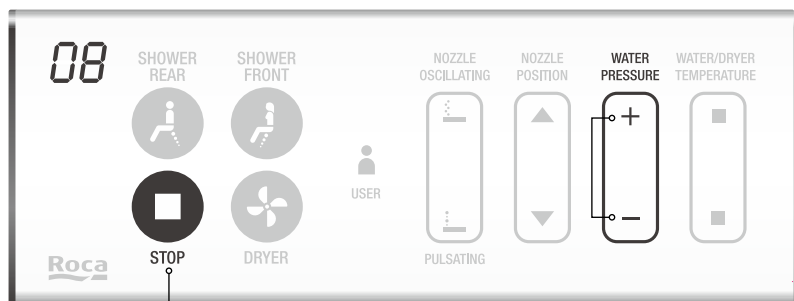 08
SHOWER
REAR
SHOWER
FRONT
NOZZLE
OSCILLATING
NOZZLE
POSITION
WATER
PRESSURE
WATER/DRYER
TEMPERATURE
USER
STOP
DRYER
PULSATING
Roca